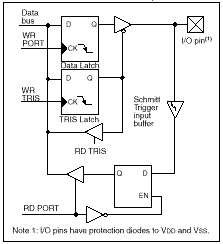 Data
bus
D Q
WR
PORT
CK
I/O pin(1)
Data Latch
D Q
WR
TRIS
CK
TRIS Latch
Schmitt
Trigger
input
buffer
RD TRIS
Q D
EN
RD PORT
Note 1: I/O pins have protection diodes to VDD and VSS.